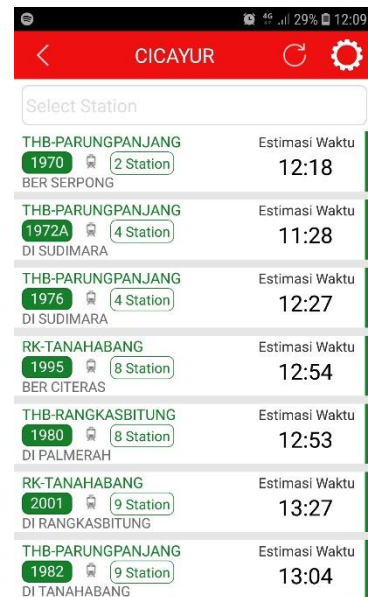 4G 29% 12:09
CICAYUR
Select Station
THB-PARUNGPANJANG Estimasi Waktu
1970 2 Station 12:18
BER SERPONG
THB-PARUNGPANJANG Estimasi Waktu
1972A 4 Station 11:28
DI SUDIMARA
THB-PARUNGPANJANG Estimasi Waktu
1976 4 Station 12:27
DI SUDIMARA
RK-TANAHABANG Estimasi Waktu
1995 8 Station 12:54
BER CITERAS
THB-RANGKASBITUNG Estimasi Waktu
1980 8 Station 12:53
DI PALMERAH
RK-TANAHABANG Estimasi Waktu
2001 9 Station 13:27
DI RANGKASBITUNG
THB-PARUNGPANJANG Estimasi Waktu
1982 9 Station 13:04
DI TANAHABANG